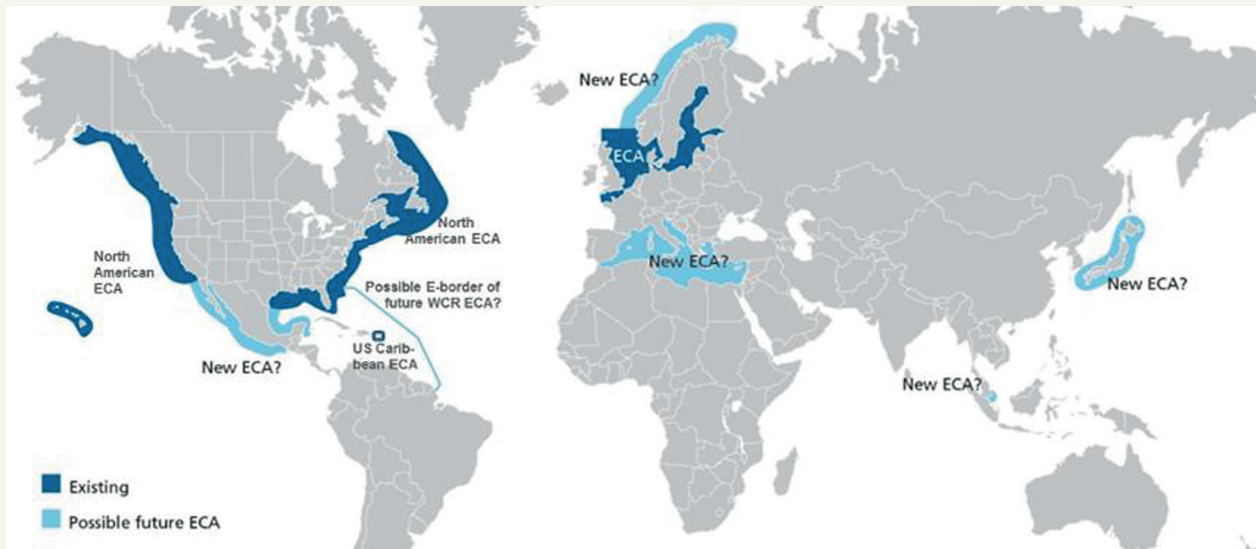 New ECA?
ECA
North
American ECA
North
American
ECA
Possible E-border of
future WCR ECA?
New ECA?
New ECA?
US Carib-
bean ECA
New ECA?
New ECA?
Existing
Possible future ECA